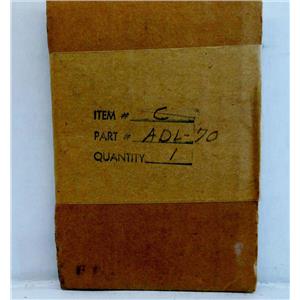 ITEM # C
PART # ADL-70
QUANTITY 1